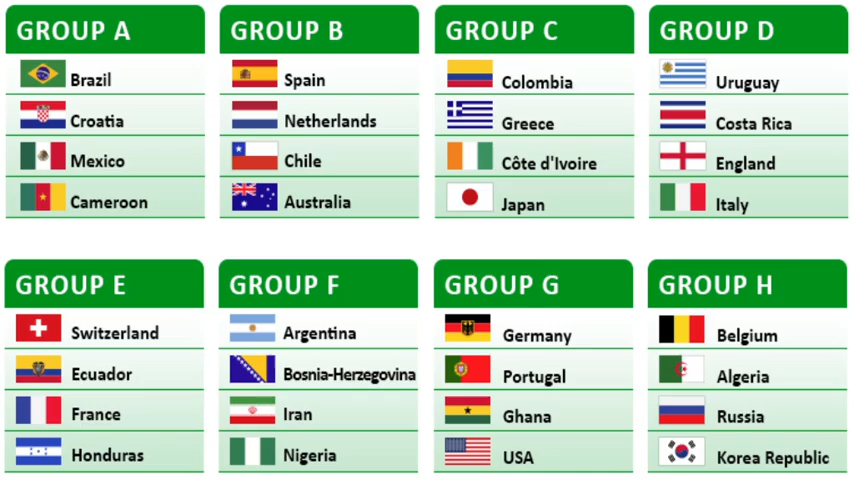 GROUP A
Brazil
Croatia
Mexico
Cameroon
GROUP B
Spain
Netherlands
Chile
Australia
GROUP C
Colombia
Greece
Côte d'Ivoire
Japan
GROUP D
Uruguay
Costa Rica
England
Italy
GROUP E
Switzerland
Ecuador
France
Honduras
GROUP F
Argentina
Bosnia-Herzegovina
Iran
Nigeria
GROUP G
Germany
Portugal
Ghana
USA
GROUP H
Belgium
Algeria
Russia
Korea Republic